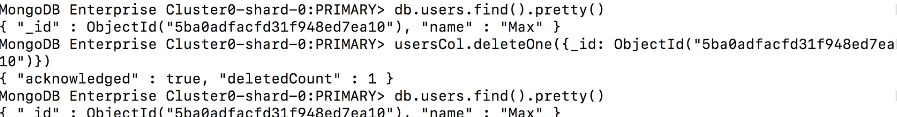 MongoDB Enterprise Cluster0-shard-0:PRIMARY> db.users.find().pretty()
{ "_id" : ObjectId("5ba0adfacfd31f948ed7ea10"), "name" : "Max" }
MongoDB Enterprise Cluster0-shard-0:PRIMARY> usersCol.deleteOne({_id: ObjectId("5ba0adfacfd31f948ed7ea
10")})
{ "acknowledged" : true, "deletedCount" : 1 }
MongoDB Enterprise Cluster0-shard-0:PRIMARY> db.users.find().pretty()
{ "_id" : ObjectId("5ba0adfacfd31f948ed7ea10"), "name" : "Max" }